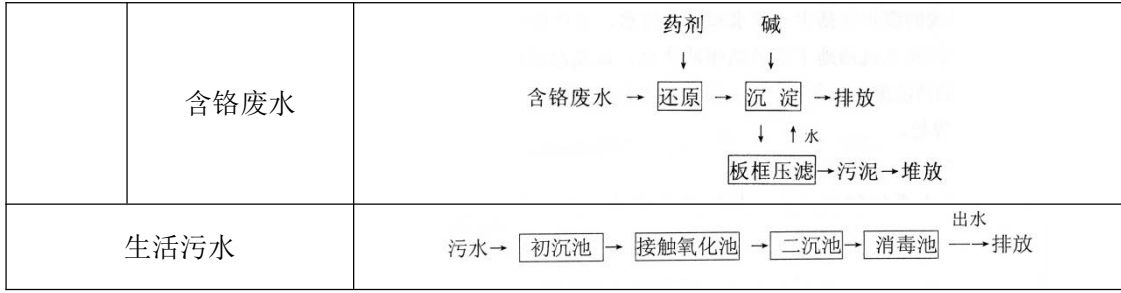 药剂 碱
含铬废水 含铬废水 → 还原 → 沉淀 → 排放
↓ ↑ 水
板框压滤 → 污泥 → 堆放
生活污水 污水 → 初沉池 → 接触氧化池 → 二沉池 → 消毒池 出水 → 排放